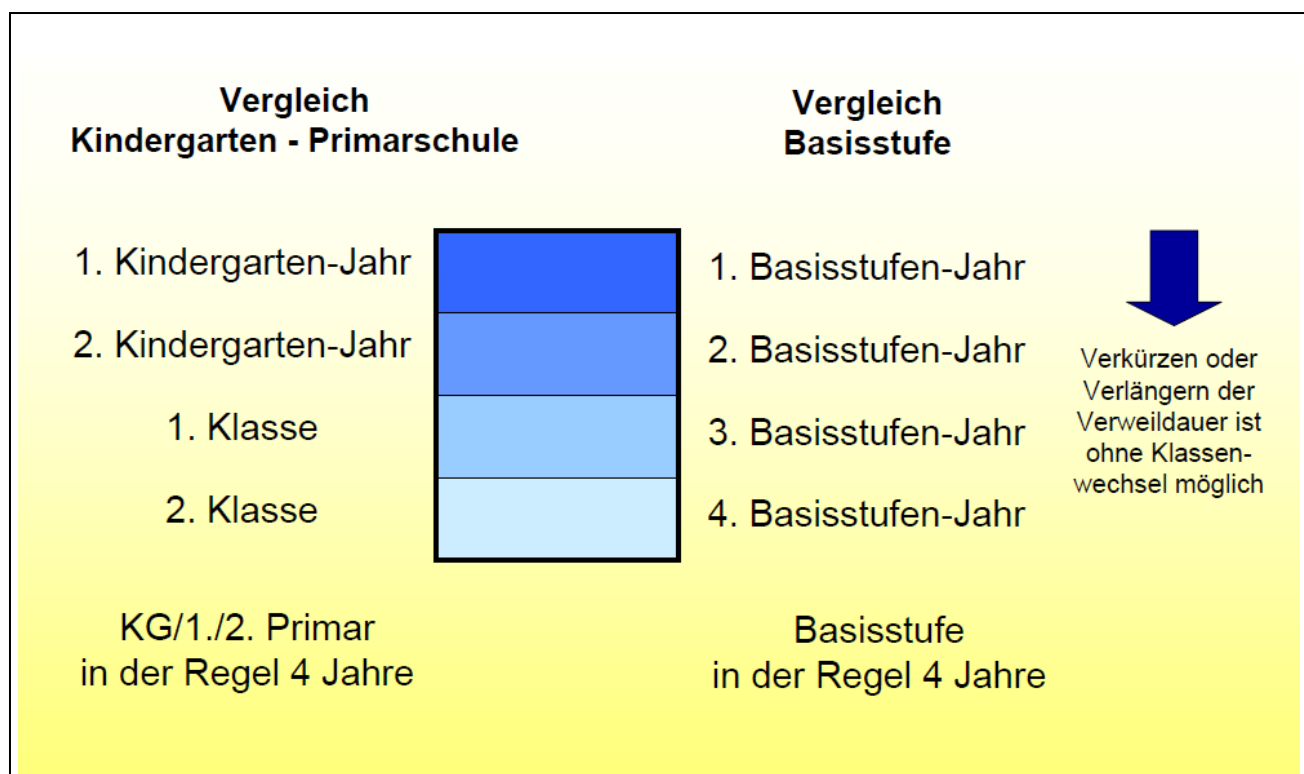 Vergleich
Kindergarten - Primarschule
Vergleich
Basisstufe
1. Kindergarten-Jahr
2. Kindergarten-Jahr
1. Klasse
2. Klasse
1. Basisstufen-Jahr
2. Basisstufen-Jahr
3. Basisstufen-Jahr
4. Basisstufen-Jahr
Verkürzen oder
Verlängern der
Verweildauer ist
ohne Klassen-
wechsel möglich
KG/1./2. Primar
in der Regel 4 Jahre
Basisstufe
in der Regel 4 Jahre